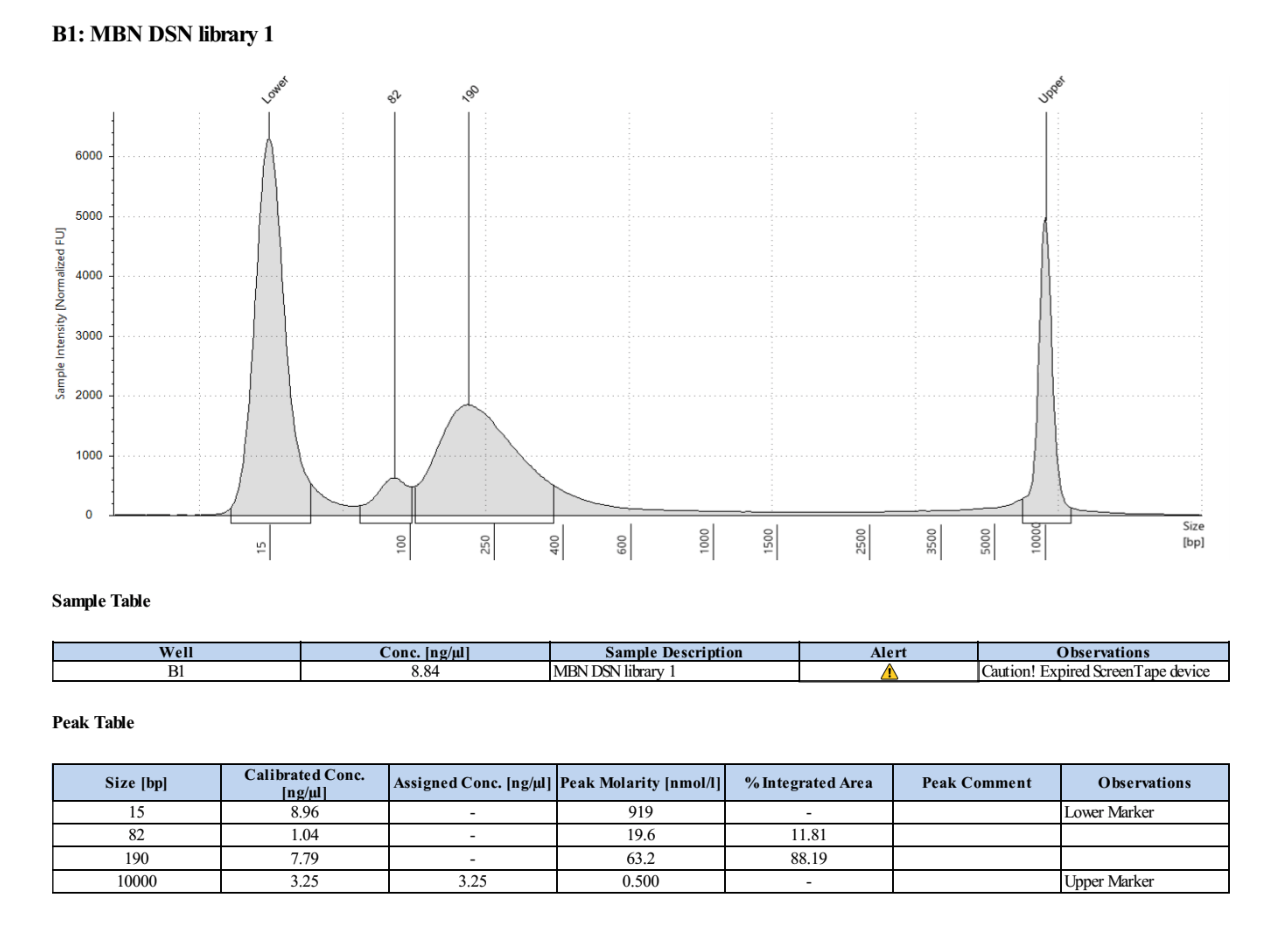 B1: MBN DSN library 1
Lower
82
190
Upper
Sample Intensity [Normalized FU]
6000
5000
4000
3000
2000
1000
0
15
100
250
400
600
1000
1500
2500
3500
5000
10000
Size
[bp]
Sample Table
Well Conc. [ng/µl] Sample Description Alert Observations
B1 8.84 MBN DSN library 1 Caution! Expired ScreenTape device
Peak Table
Size [bp] Calibrated Conc. [ng/µl] Assigned Conc. [ng/µl] Peak Molarity [nmol/l] % Integrated Area Peak Comment Observations
15 8.96 - 919 - Lower Marker
82 1.04 - 19.6 11.81
190 7.79 - 63.2 88.19
10000 3.25 3.25 0.500 - Upper Marker